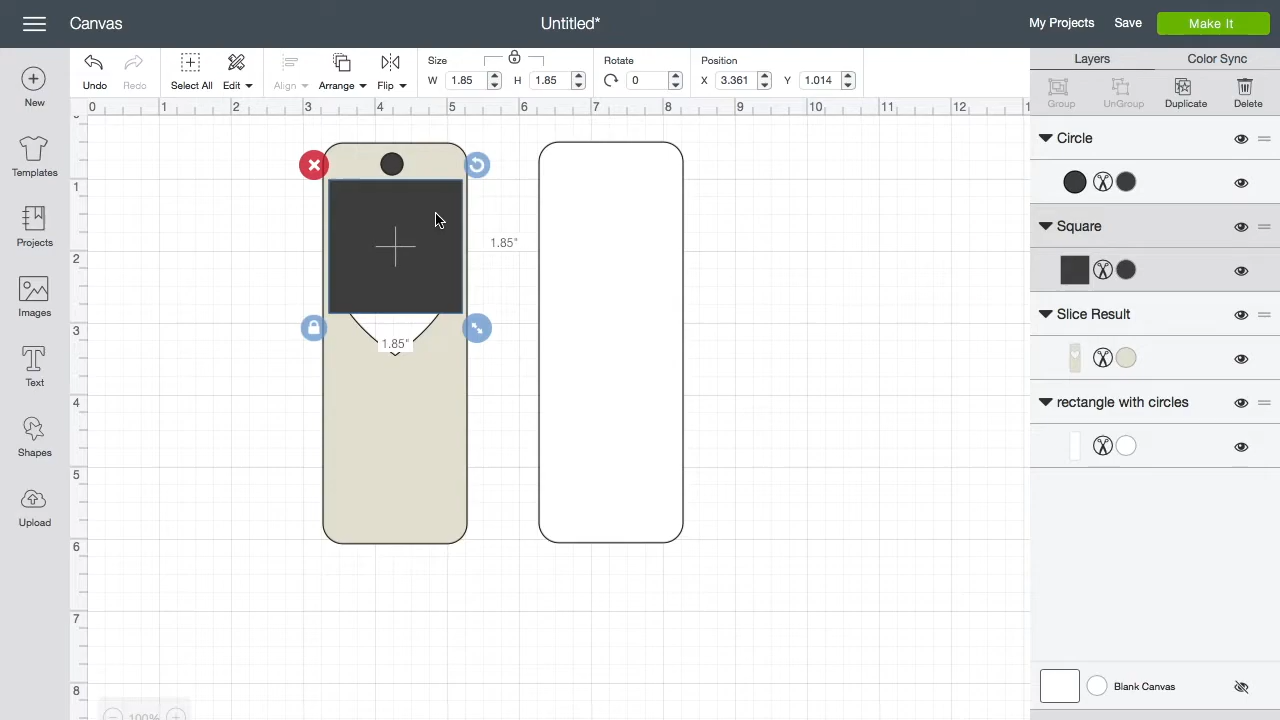 Canvas
Untitled*
My Projects Save Make It
Undo Redo Select All Edit Align Arrange Flip
Size
W 1.85 H 1.85
Rotate
0
Position
X 3.361 Y 1.014
Layers Color Sync
Group UnGroup Duplicate Delete
New
Templates
Projects
Images
Text
Shapes
Upload
0 1 2 3 4 5 6 7 8 9 10 11 12 1
1
2
3
4
5
6
7
8
1.85"
1.85"
Circle
Square
Slice Result
rectangle with circles
Blank Canvas
100%